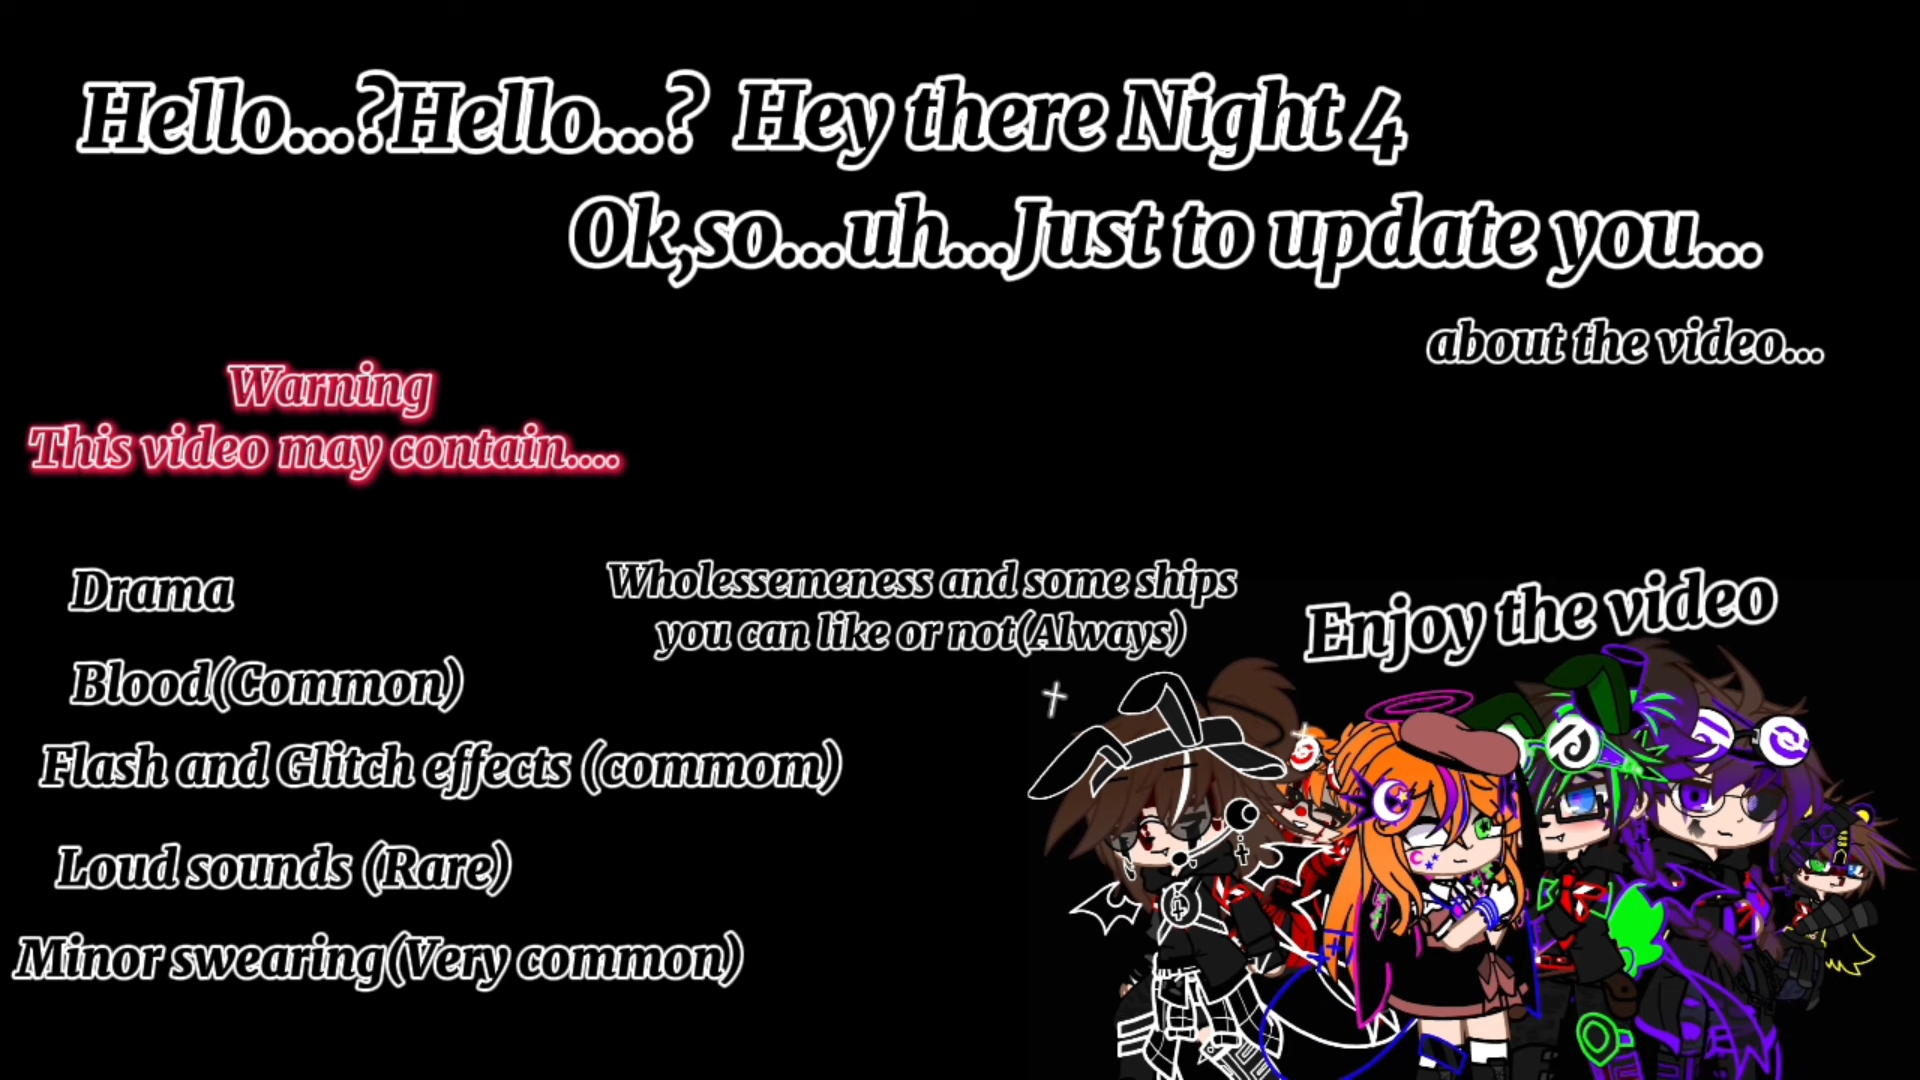 Hello...?Hello...? Hey there Night 4
Ok,so...uh...Just to update you...
about the video...
Warning
This video may contain....
Drama
Blood(Common)
Flash and Glitch effects (commom)
Loud sounds (Rare)
Minor swearing(Very common)
Wholessemeness and some ships
you can like or not(Always)
Enjoy the video